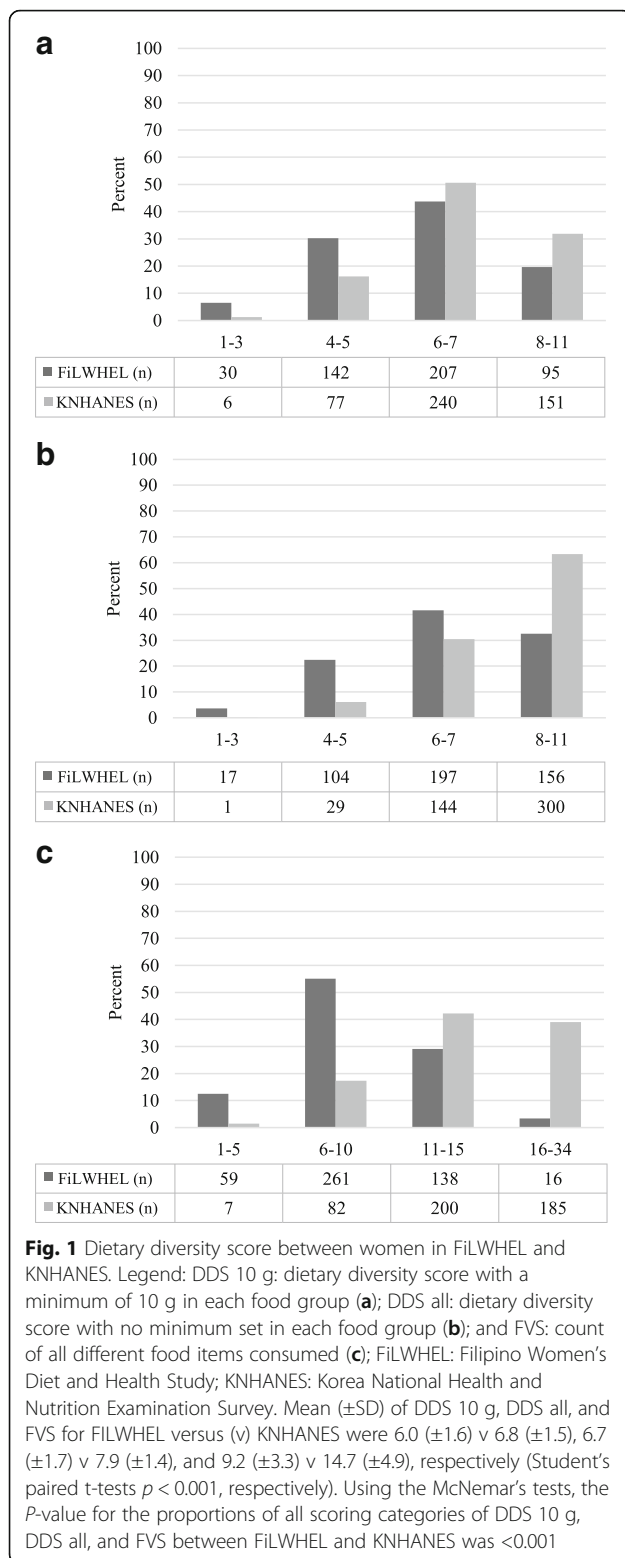 a
100
90
80
70
60
50
40
30
20
10
0
Percent
1-3 4-5 6-7 8-11
FiLWHEL (n) 30 142 207 95
KNHANES (n) 6 77 240 151
b
100
90
80
70
60
50
40
30
20
10
0
Percent
1-3 4-5 6-7 8-11
FiLWHEL (n) 17 104 197 156
KNHANES (n) 1 29 144 300
c
100
90
80
70
60
50
40
30
20
10
0
Percent
1-5 6-10 11-15 16-34
FiLWHEL (n) 59 261 138 16
KNHANES (n) 7 82 200 185
Fig. 1 Dietary diversity score between women in FiLWHEL and
KNHANES. Legend: DDS 10 g: dietary diversity score with a
minimum of 10 g in each food group (a); DDS all: dietary diversity
score with no minimum set in each food group (b); and FVS: count
of all different food items consumed (c); FiLWHEL: Filipino Women's
Diet and Health Study; KNHANES: Korea National Health and
Nutrition Examination Survey. Mean (±SD) of DDS 10 g, DDS all, and
FVS for FILWHEL versus (v) KNHANES were 6.0 (±1.6) v 6.8 (±1.5), 6.7
(±1.7) v 7.9 (±1.4), and 9.2 (±3.3) v 14.7 (±4.9), respectively (Student's
paired t-tests p < 0.001, respectively). Using the McNemar's tests, the
P-value for the proportions of all scoring categories of DDS 10 g,
DDS all, and FVS between FiLWHEL and KNHANES was <0.001